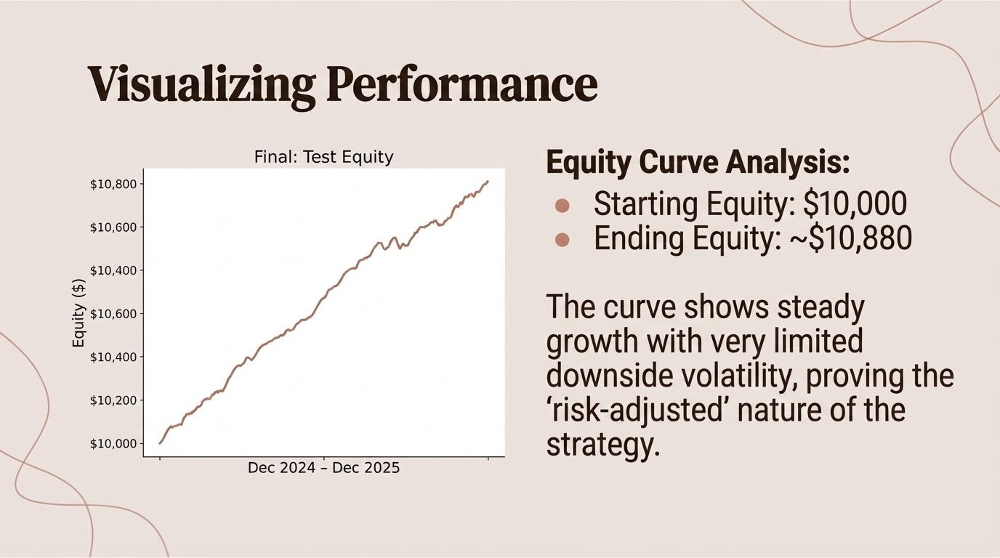 Visualizing Performance
Final: Test Equity
$10,800
$10,600
$10,400
$10,600
$10,400
$10,200
$10,000
Equity ($)
Dec 2024 – Dec 2025
Equity Curve Analysis:
● Starting Equity: $10,000
● Ending Equity: ~$10,880
The curve shows steady
growth with very limited
downside volatility, proving the
‘risk-adjusted’ nature of the
strategy.